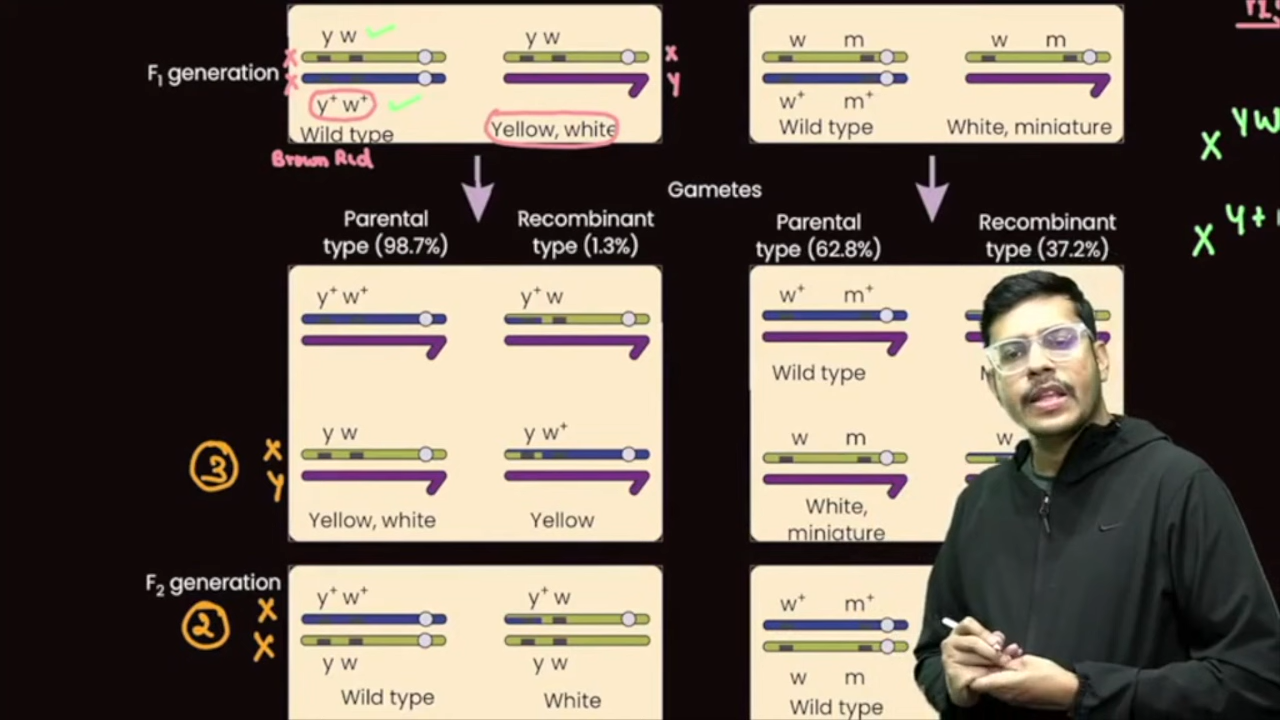 y w ✓
y w
w m
w m
F₁ generation
X
X
X
Y
y⁺ w⁺ ✓
w⁺ m⁺
Wild type
Yellow, white
Wild type
White, miniature
Brown Red
X YW
X Y+
Gametes
Parental
type (98.7%)
Recombinant
type (1.3%)
Parental
type (62.8%)
Recombinant
type (37.2%)
y⁺ w⁺
y⁺ w
w⁺ m⁺
Wild type
y w
y w⁺
w m
w
3
X
Y
Yellow, white
Yellow
White,
miniature
F₂ generation
2
X
X
y⁺ w⁺
y⁺ w
w⁺ m⁺
y w
y w
w m
Wild type
White
Wild type